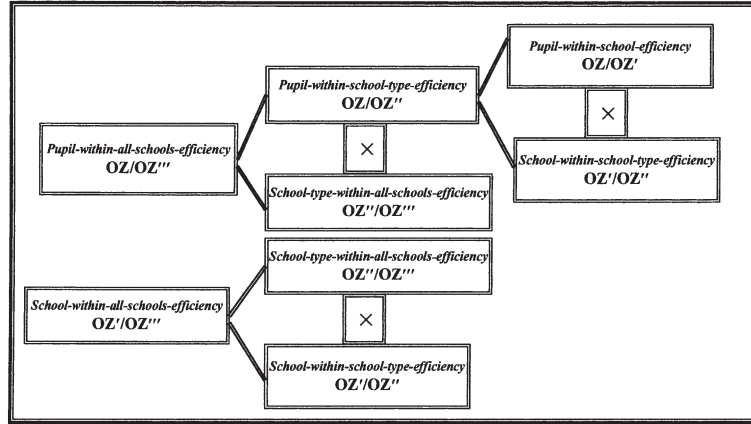 Pupil-within-school-efficiency
OZ/OZ′
Pupil-within-school-type-efficiency
OZ/OZ″
×
×
Pupil-within-all-schools-efficiency
OZ/OZ‴
School-within-school-type-efficiency
OZ′/OZ″
School-type-within-all-schools-efficiency
OZ″/OZ‴
School-type-within-all-schools-efficiency
OZ″/OZ‴
School-within-all-schools-efficiency
OZ′/OZ‴
×
School-within-school-type-efficiency
OZ′/OZ″